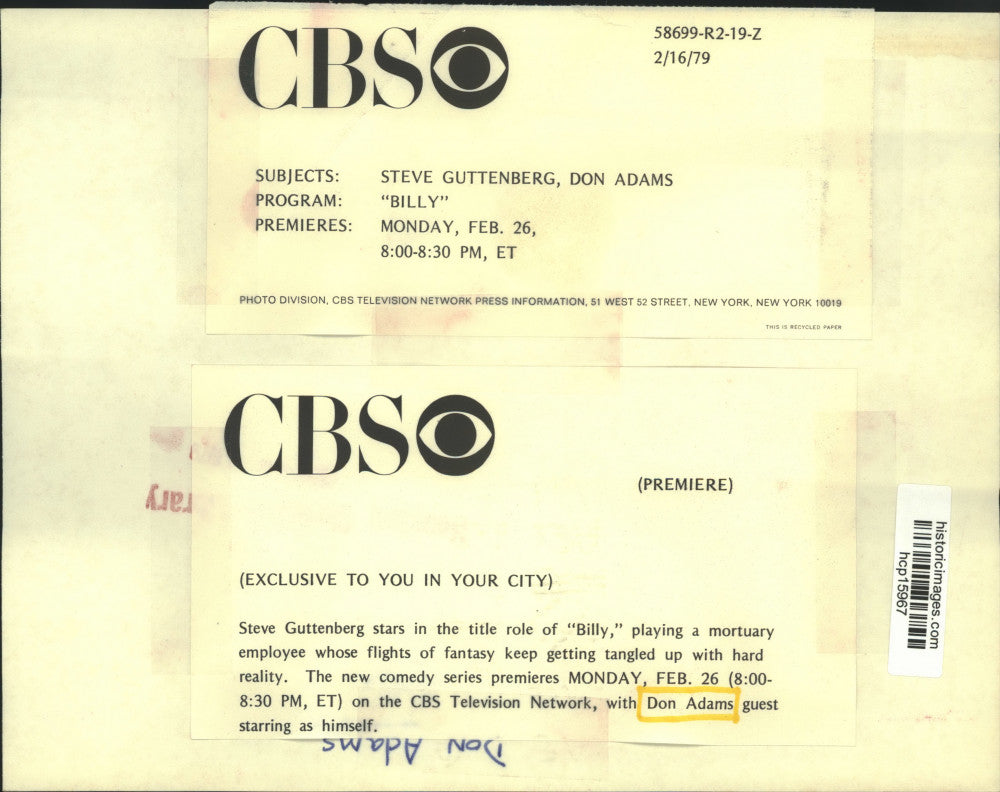 CBS
58699-R2-19-Z
2/16/79
SUBJECTS: STEVE GUTTENBERG, DON ADAMS
PROGRAM: “BILLY”
PREMIERES: MONDAY, FEB. 26,
8:00-8:30 PM, ET
PHOTO DIVISION, CBS TELEVISION NETWORK PRESS INFORMATION, 51 WEST 52 STREET, NEW YORK, NEW YORK 10019
THIS IS RECYCLED PAPER
CBS
(PREMIERE)
(EXCLUSIVE TO YOU IN YOUR CITY)
Steve Guttenberg stars in the title role of “Billy,” playing a mortuary
employee whose flights of fantasy keep getting tangled up with hard
reality. The new comedy series premieres MONDAY, FEB. 26 (8:00-
8:30 PM, ET) on the CBS Television Network, with Don Adams guest
starring as himself.
Don Adams
historicimages.com
hcp15967